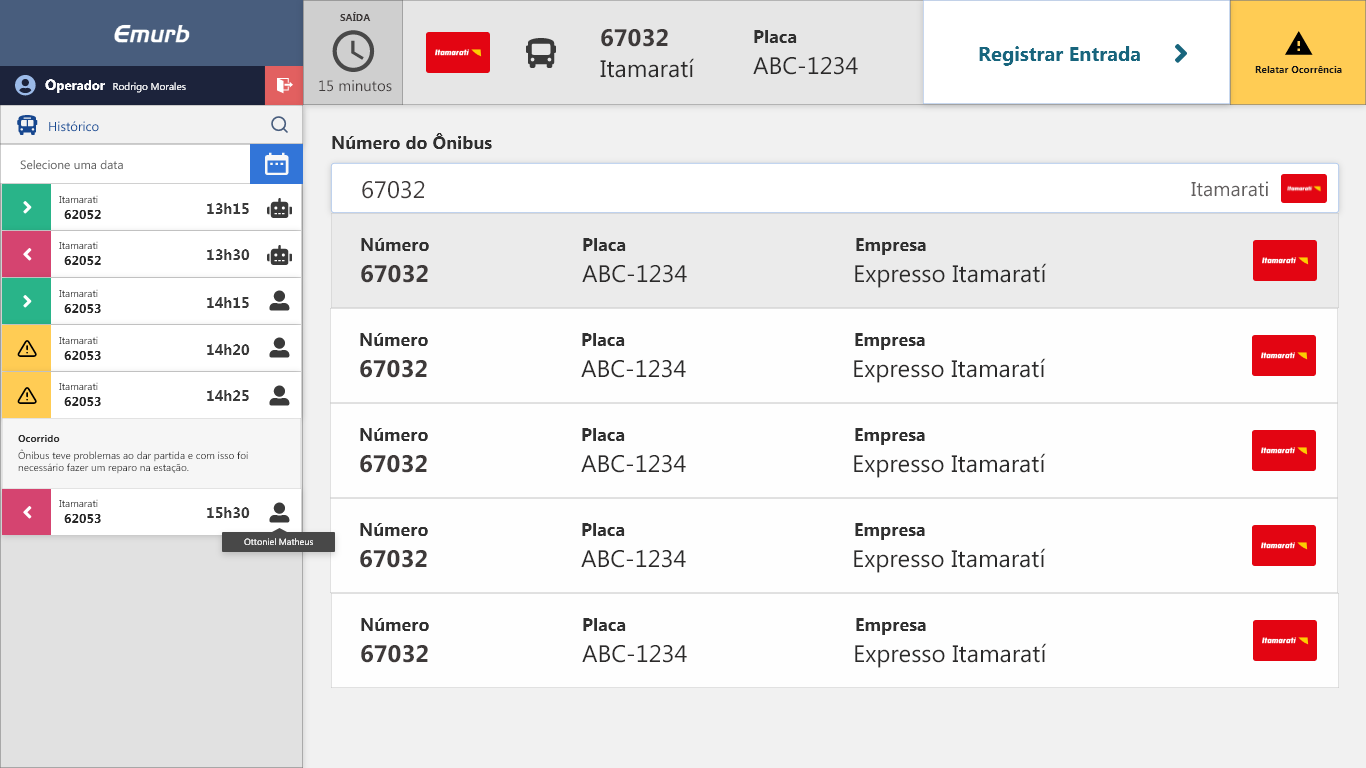 Emurb
Operador Rodrigo Morales
Histórico
Selecione uma data
Itamarati
62052
13h15
Itamarati
62052
13h30
Itamarati
62053
14h15
Itamarati
62053
14h20
Itamarati
62053
14h25
Ocorrido
Ônibus teve problemas ao dar partida e com isso foi
necessário fazer um reparo na estação.
Itamarati
62053
15h30
Ottoniel Matheus
SAÍDA
15 minutos
Itamarati
67032
Itamaratí
Placa
ABC-1234
Registrar Entrada
Relatar Ocorrência
Número do Ônibus
67032
Itamarati
Itamarati
Número Placa Empresa
67032 ABC-1234 Expresso Itamaratí
Itamarati
Número Placa Empresa
67032 ABC-1234 Expresso Itamaratí
Itamarati
Número Placa Empresa
67032 ABC-1234 Expresso Itamaratí
Itamarati
Número Placa Empresa
67032 ABC-1234 Expresso Itamaratí
Itamarati
Número Placa Empresa
67032 ABC-1234 Expresso Itamaratí
Itamarati